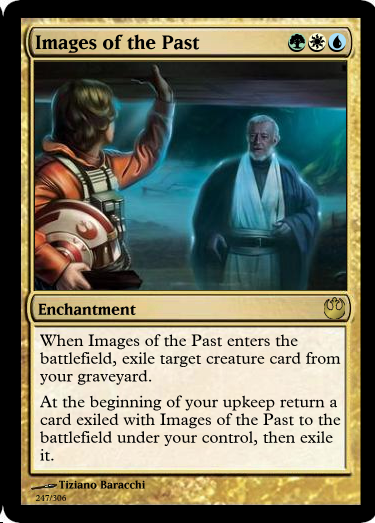 Images of the Past
Enchantment
When Images of the Past enters the
battlefield, exile target creature card from
your graveyard.
At the beginning of your upkeep return a
card exiled with Images of the Past to the
battlefield under your control, then exile
it.
Tiziano Baracchi
247/306